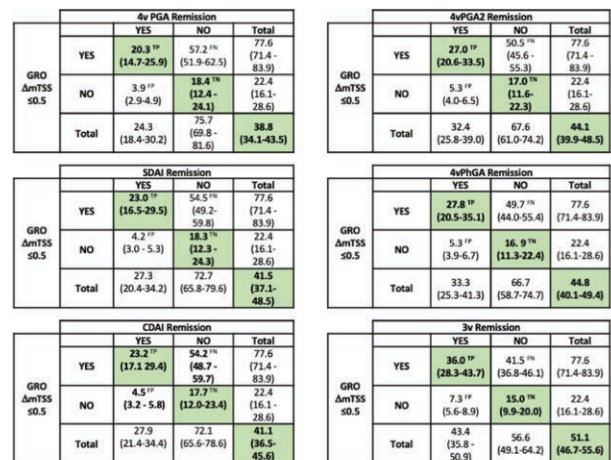 4v PGA Remission
YES NO Total
GRO ΔmTSS ≤0.5
YES 20.3 TP (14.7-25.9) 57.2 FN (51.9-62.5) 77.6 (71.4 - 83.9)
NO 3.9 FP (2.9-4.9) 18.4 TN (12.4 - 24.1) 22.4 (16.1- 28.6)
Total 24.3 (18.4-30.2) 75.7 (69.8 - 81.6) 38.8 (34.1-43.5)
4vPGA2 Remission
YES NO Total
GRO ΔmTSS ≤0.5
YES 27.0 TP (20.6-33.5) 50.5 FN (45.6 - 55.3) 77.6 (71.4 - 83.9)
NO 5.3 FP (4.0-6.5) 17.0 TN (11.6- 22.3) 22.4 (16.1- 28.6)
Total 32.4 (25.8-39.0) 67.6 (61.0-74.2) 44.1 (39.9-48.5)
SDAI Remission
YES NO Total
GRO ΔmTSS ≤0.5
YES 23.0 TP (16.5-29.5) 54.5 FN (49.2- 59.8) 77.6 (71.4 - 83.9)
NO 4.2 FP (3.0 - 5.3) 18.3 TN (12.3 - 24.3) 22.4 (16.1- 28.6)
Total 27.3 (20.4-34.2) 72.7 (65.8-79.6) 41.5 (37.1- 48.5)
4vPhGA Remission
YES NO Total
GRO ΔmTSS ≤0.5
YES 27.8 TP (20.5-35.1) 49.7 FN (44.0-55.4) 77.6 (71.4-83.9)
NO 5.3 FP (3.9-6.7) 16. 9 TN (11.3-22.4) 22.4 (16.1-28.6)
Total 33.3 (25.3-41.3) 66.7 (58.7-74.7) 44.8 (40.1-49.4)
CDAI Remission
YES NO Total
GRO ΔmTSS ≤0.5
YES 23.2 TP (17.1 29.4) 54.2 FN (48.7 - 59.7) 77.6 (71.4 - 83.9)
NO 4.5 FP (3.2 - 5.8) 17.7 TN (12.0-23.4) 22.4 (16.1 - 28.6)
Total 27.9 (21.4-34.4) 72.1 (65.6-78.6) 41.1 (36.5- 45.6)
3v Remission
YES NO Total
GRO ΔmTSS ≤0.5
YES 36.0 TP (28.3-43.7) 41.5 FN (36.8-46.1) 77.6 (71.4-83.9)
NO 7.3 FP (5.6-8.9) 15.0 TN (9.9-20.0) 22.4 (16.1-28.6)
Total 43.4 (35.8 - 50.9) 56.6 (49.1-64.2) 51.1 (46.7-55.6)